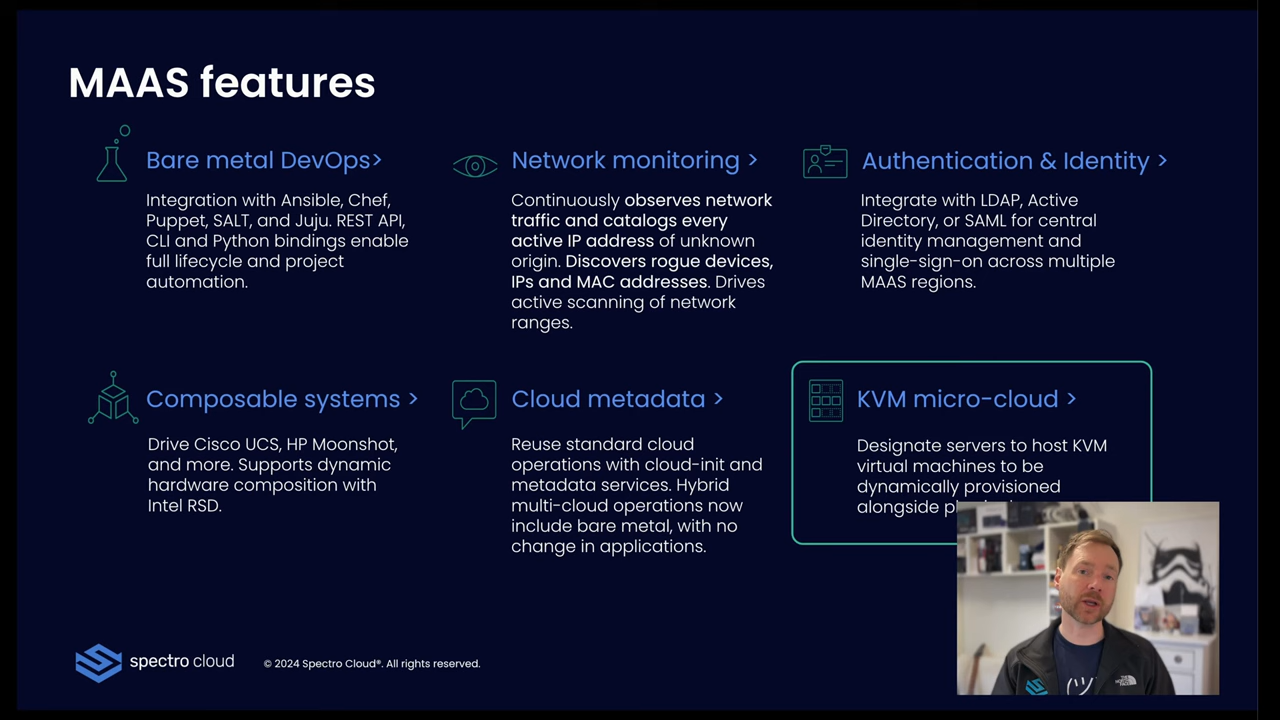 MAAS features
Bare metal DevOps>
Integration with Ansible, Chef,
Puppet, SALT, and Juju. REST API,
CLI and Python bindings enable
full lifecycle and project
automation.
Network monitoring >
Continuously observes network
traffic and catalogs every
active IP address of unknown
origin. Discovers rogue devices,
IPs and MAC addresses. Drives
active scanning of network
ranges.
Authentication & Identity >
Integrate with LDAP, Active
Directory, or SAML for central
identity management and
single-sign-on across multiple
MAAS regions.
Composable systems >
Drive Cisco UCS, HP Moonshot,
and more. Supports dynamic
hardware composition with
Intel RSD.
Cloud metadata >
Reuse standard cloud
operations with cloud-init and
metadata services. Hybrid
multi-cloud operations now
include bare metal, with no
change in applications.
KVM micro-cloud >
Designate servers to host KVM
virtual machines to be
dynamically provisioned
alongside
spectro cloud
© 2024 Spectro Cloud®. All rights reserved.